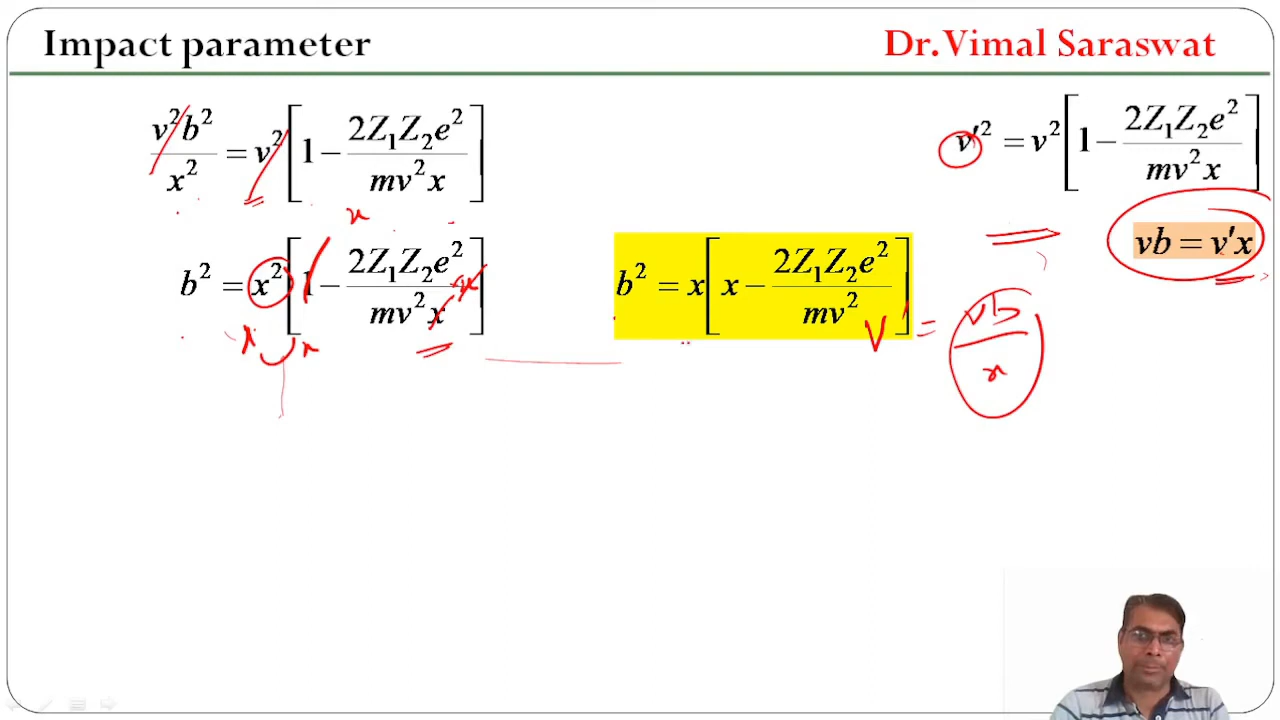 Impact parameter
Dr.Vimal Saraswat
v²b²/x² = v²[1 − 2Z₁Z₂e²/mv²x]
x
b² = x²[1 − 2Z₁Z₂e²/mv²x]
x x
x
b² = x[x − 2Z₁Z₂e²/mv²]
v'² = v²[1 − 2Z₁Z₂e²/mv²x]
vb = v'x
V' = vb/x